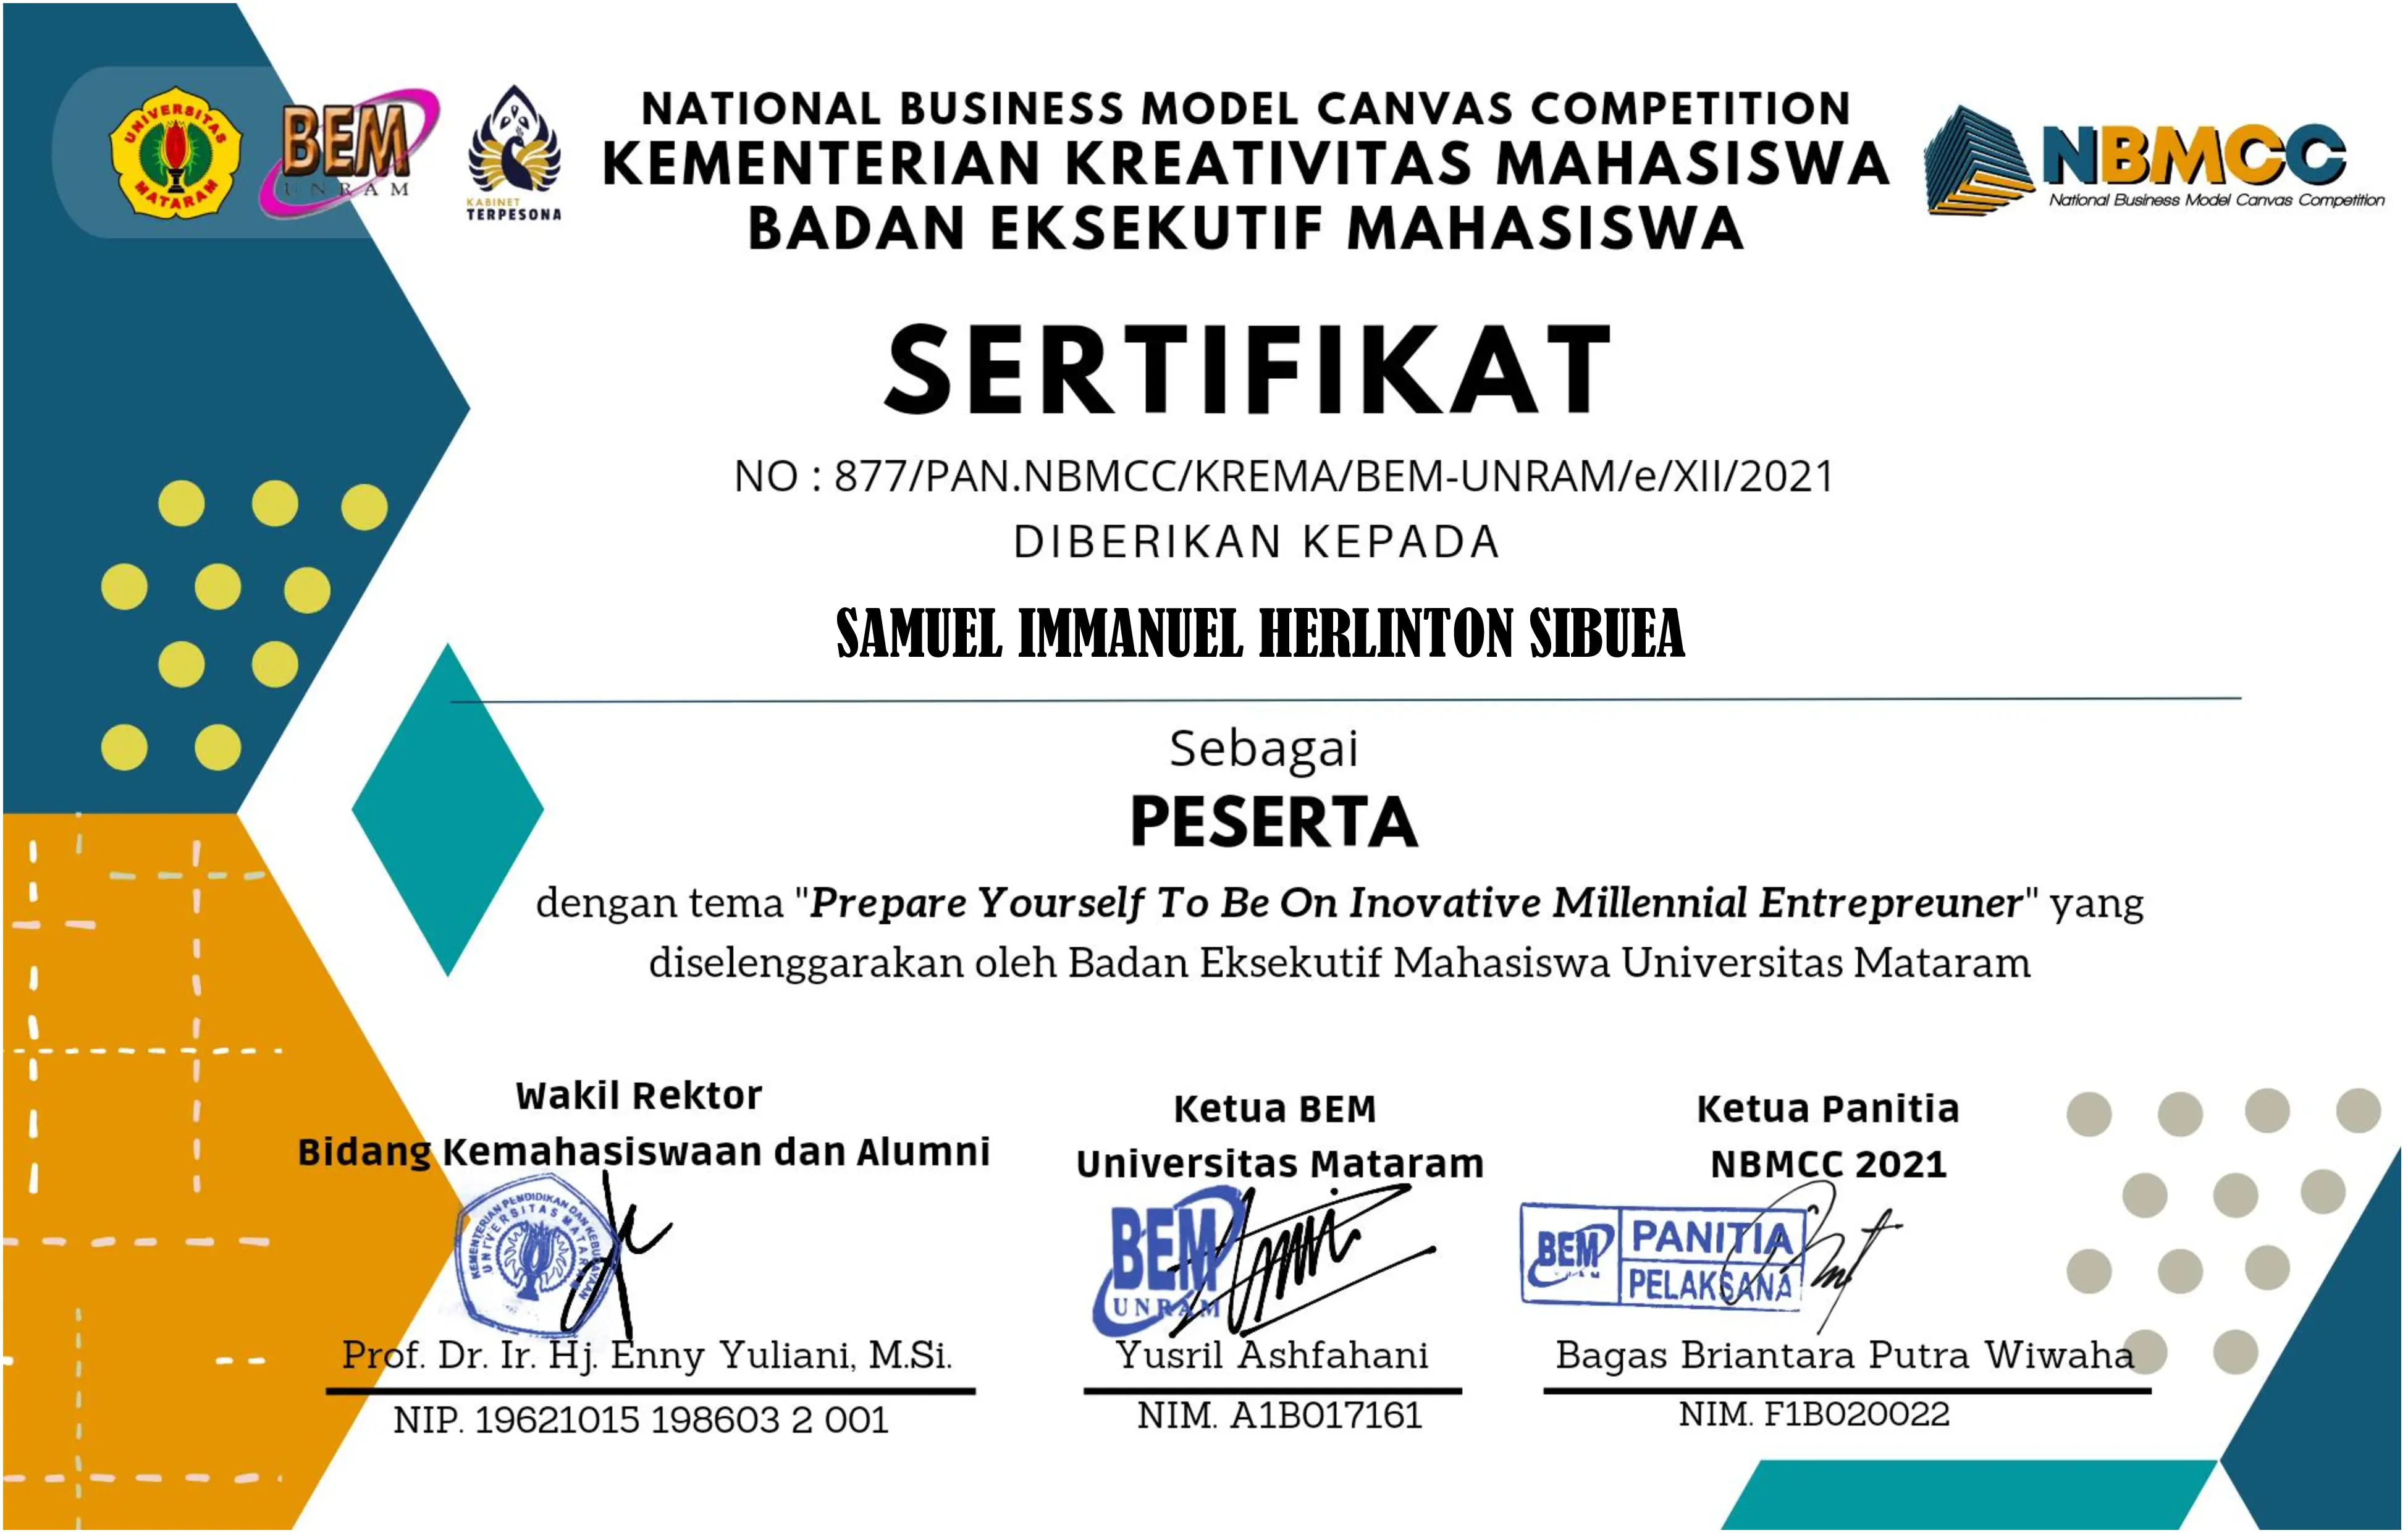 UNIVERSITAS
MATARAM
BEM
UNRAM
KABINET
TERPESONA
NATIONAL BUSINESS MODEL CANVAS COMPETITION
KEMENTERIAN KREATIVITAS MAHASISWA
BADAN EKSEKUTIF MAHASISWA
NBMCC
National Business Model Canvas Competition
SERTIFIKAT
NO : 877/PAN.NBMCC/KREMA/BEM-UNRAM/e/XII/2021
DIBERIKAN KEPADA
SAMUEL IMMANUEL HERLINTON SIBUEA
Sebagai
PESERTA
dengan tema "Prepare Yourself To Be On Inovative Millennial Entrepreuner" yang
diselenggarakan oleh Badan Eksekutif Mahasiswa Universitas Mataram
Wakil Rektor
Bidang Kemahasiswaan dan Alumni
KEMENTERIAN PENDIDIKAN DAN KEBUDAYAAN
UNIVERSITAS MATARAM
Prof. Dr. Ir. Hj. Enny Yuliani, M.Si.
NIP. 19621015 198603 2 001
Ketua BEM
Universitas Mataram
BEM
UNRAM
Yusril Ashfahani
NIM. A1B017161
Ketua Panitia
NBMCC 2021
BEM
PANITIA
PELAKSANA
Bagas Briantara Putra Wiwaha
NIM. F1B020022